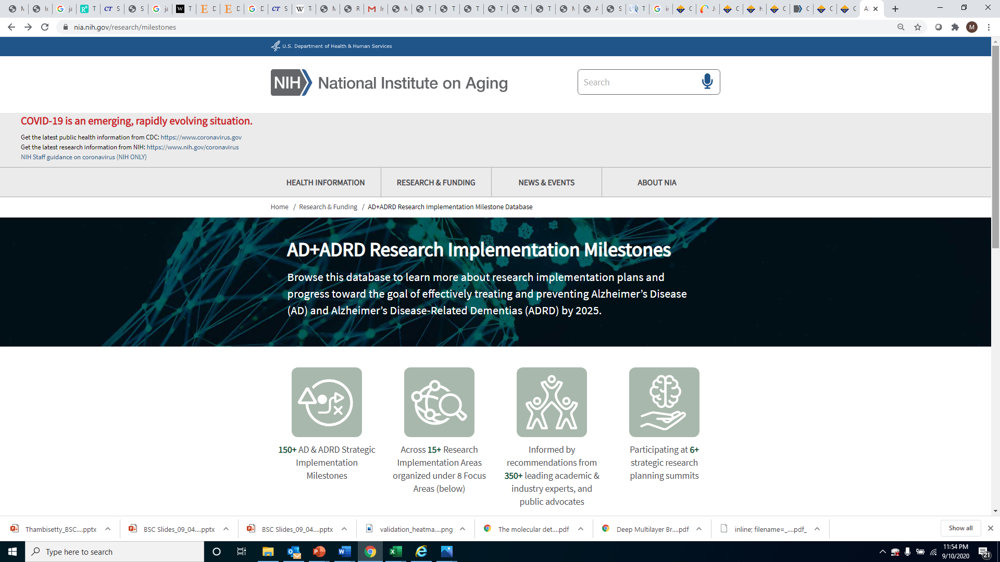 nia.nih.gov/research/milestones
M
U.S. Department of Health & Human Services
NIH National Institute on Aging
Search
COVID-19 is an emerging, rapidly evolving situation.
Get the latest public health information from CDC: https://www.coronavirus.gov
Get the latest research information from NIH: https://www.nih.gov/coronavirus
NIH Staff guidance on coronavirus (NIH ONLY)
HEALTH INFORMATION RESEARCH & FUNDING NEWS & EVENTS ABOUT NIA
Home / Research & Funding / AD+ADRD Research Implementation Milestone Database
AD+ADRD Research Implementation Milestones
Browse this database to learn more about research implementation plans and
progress toward the goal of effectively treating and preventing Alzheimer’s Disease
(AD) and Alzheimer’s Disease-Related Dementias (ADRD) by 2025.
150+ AD & ADRD Strategic
Implementation
Milestones
Across 15+ Research
Implementation Areas
organized under 8 Focus
Areas (below)
Informed by
recommendations from
350+ leading academic &
industry experts, and
public advocates
Participating at 6+
strategic research
planning summits
Thambisetty_BSC....pptx
BSC Slides_09_04....pptx
BSC Slides_09_04....pptx
validation_heatma....png
The molecular det....pdf
Deep Multilayer Br....pdf
inline; filename=_....pdf_
Show all
Type here to search
11:54 PM
9/10/2020
21